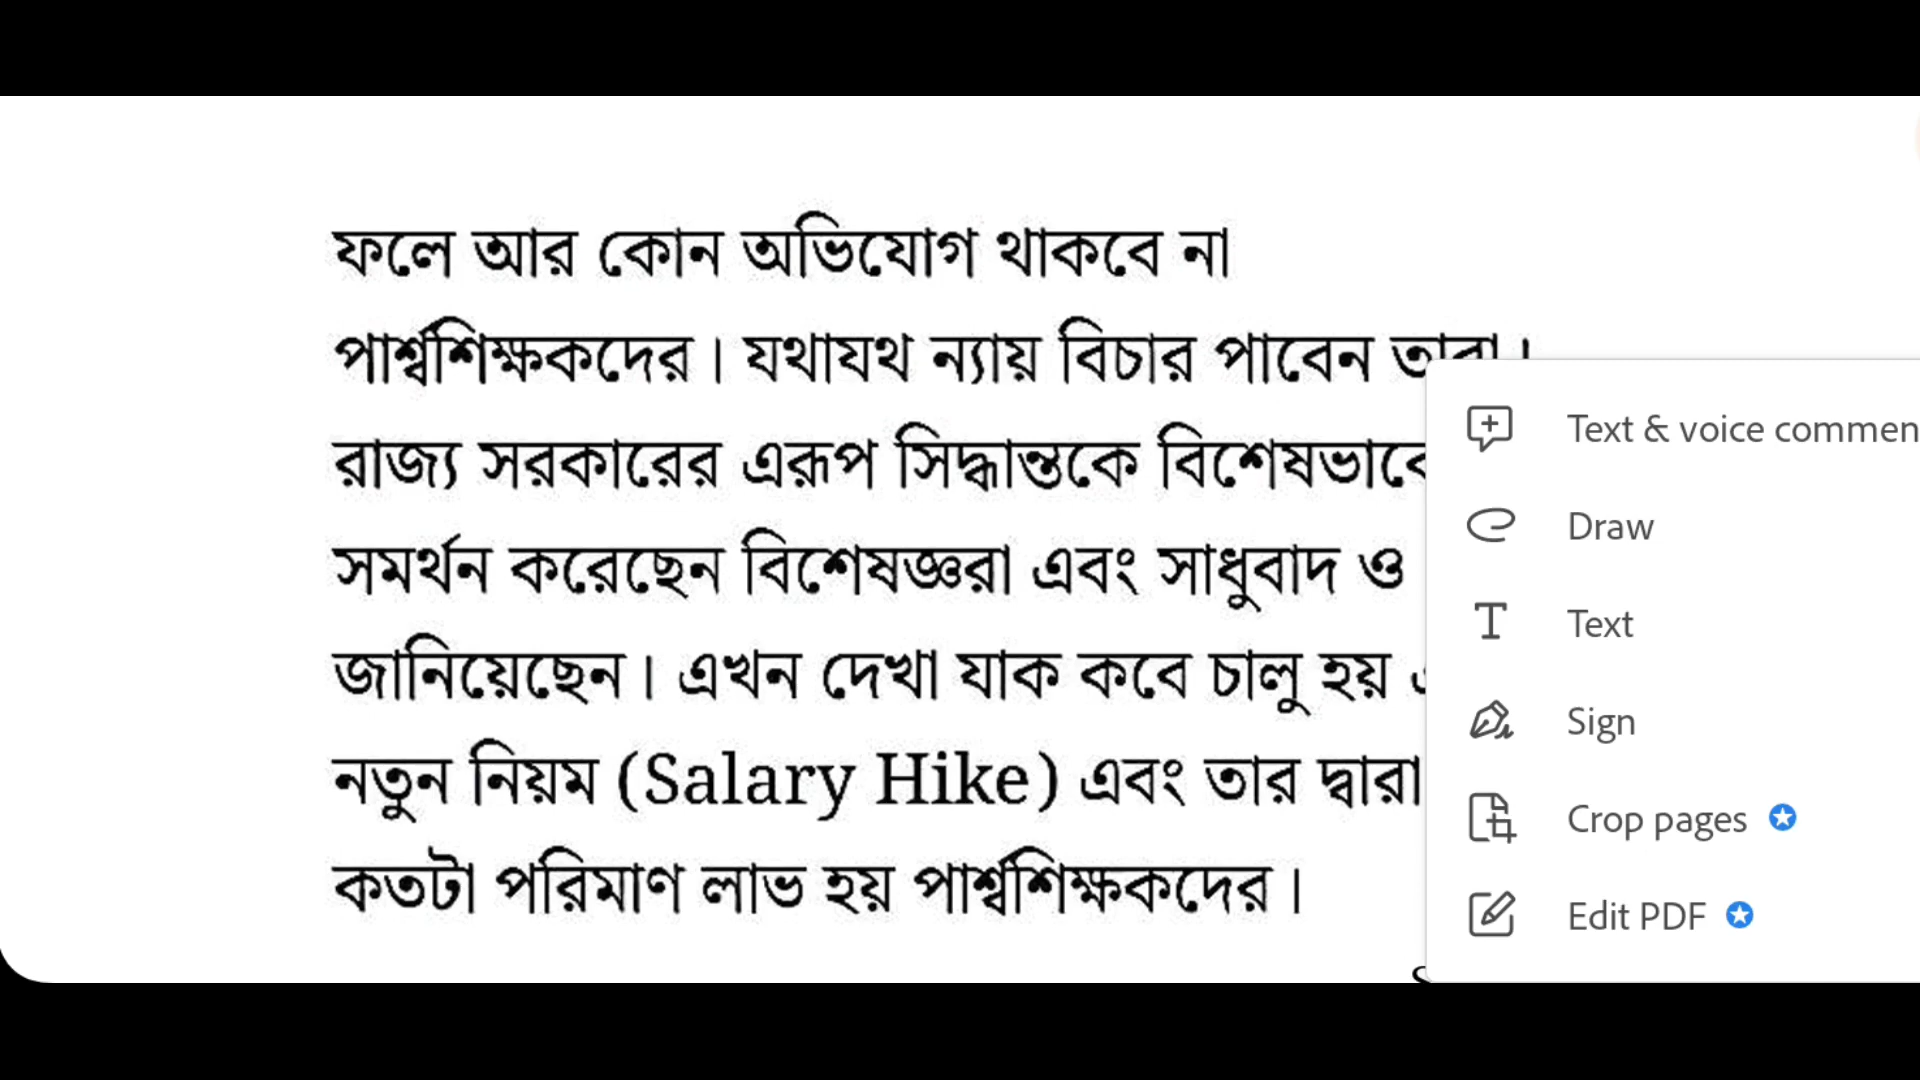 ফলে আর কোন অভিযোগ থাকবে না
পার্শ্বশিক্ষকদের। যথাযথ ন্যায় বিচার পাবেন তারা।
রাজ্য সরকারের এরূপ সিদ্ধান্তকে বিশেষভাবে
সমর্থন করেছেন বিশেষজ্ঞরা এবং সাধুবাদ ও
জানিয়েছেন। এখন দেখা যাক কবে চালু হয়
নতুন নিয়ম (Salary Hike) এবং তার দ্বারা
কতটা পরিমাণ লাভ হয় পার্শ্বশিক্ষকদের।
Text & voice commen
Draw
Text
Sign
Crop pages
Edit PDF